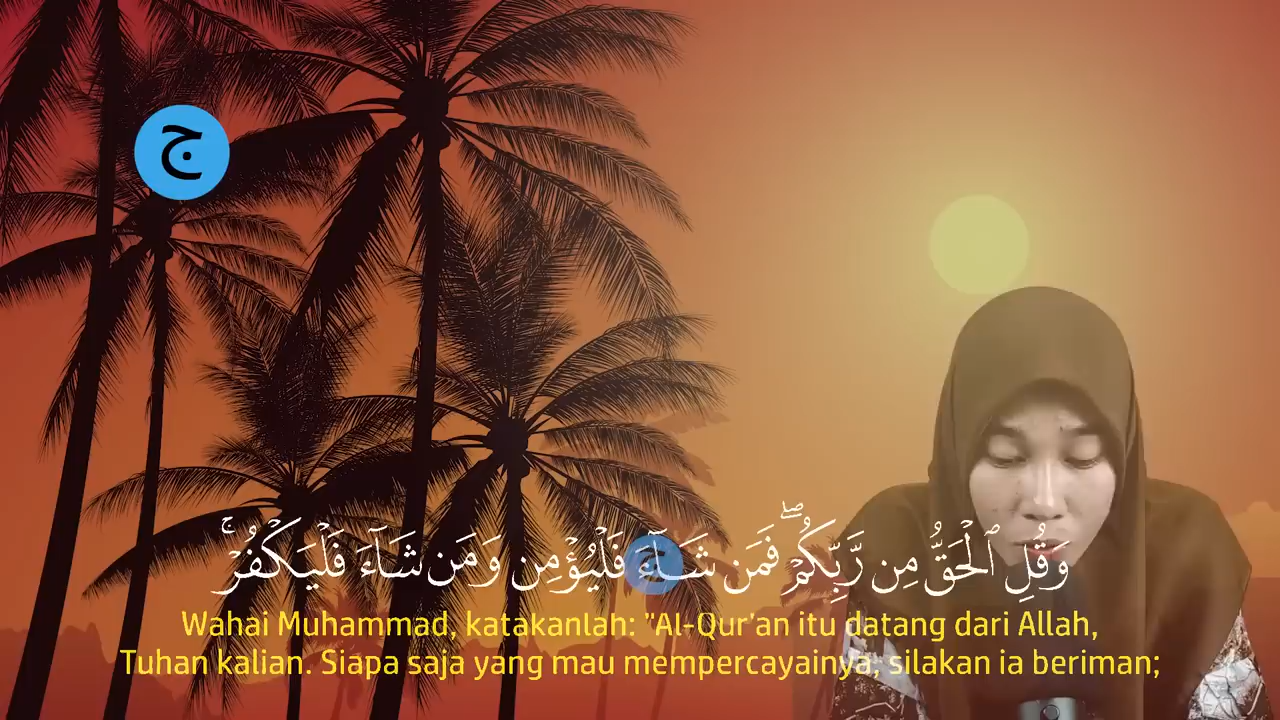 ج
وَقُلِ ٱلْحَقُّ مِن رَّبِّكُمْ ۖ فَمَن شَآءَ فَلْيُؤْمِن وَمَن شَآءَ فَلْيَكْفُرْ ۚ
Wahai Muhammad, katakanlah: "Al-Qur'an itu datang dari Allah,
Tuhan kalian. Siapa saja yang mau mempercayainya, silakan ia beriman;